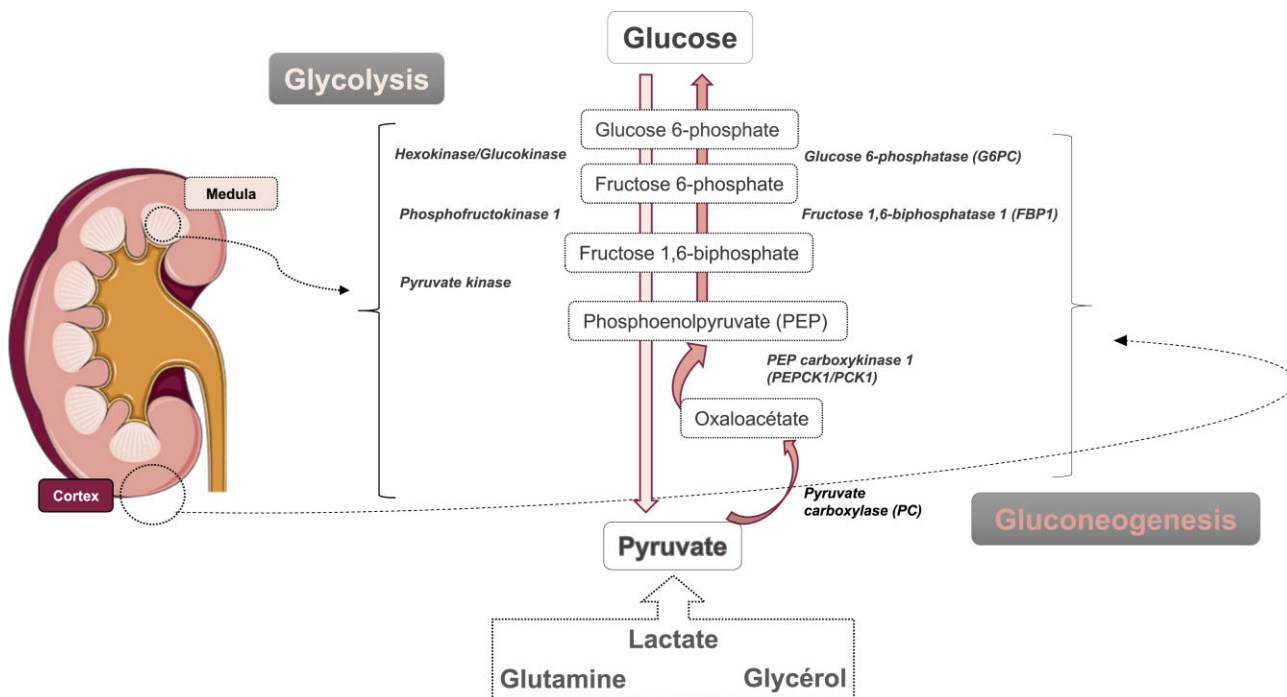 Glucose
Glycolysis
Glucose 6-phosphate
Hexokinase/Glucokinase
Glucose 6-phosphatase (G6PC)
Medula
Fructose 6-phosphate
Phosphofructokinase 1
Fructose 1,6-biphosphatase 1 (FBP1)
Fructose 1,6-biphosphate
Pyruvate kinase
Phosphoenolpyruvate (PEP)
PEP carboxykinase 1
(PEPCK1/PCK1)
Oxaloacétate
Cortex
Pyruvate
carboxylase (PC)
Gluconeogenesis
Pyruvate
Lactate
Glutamine
Glycérol